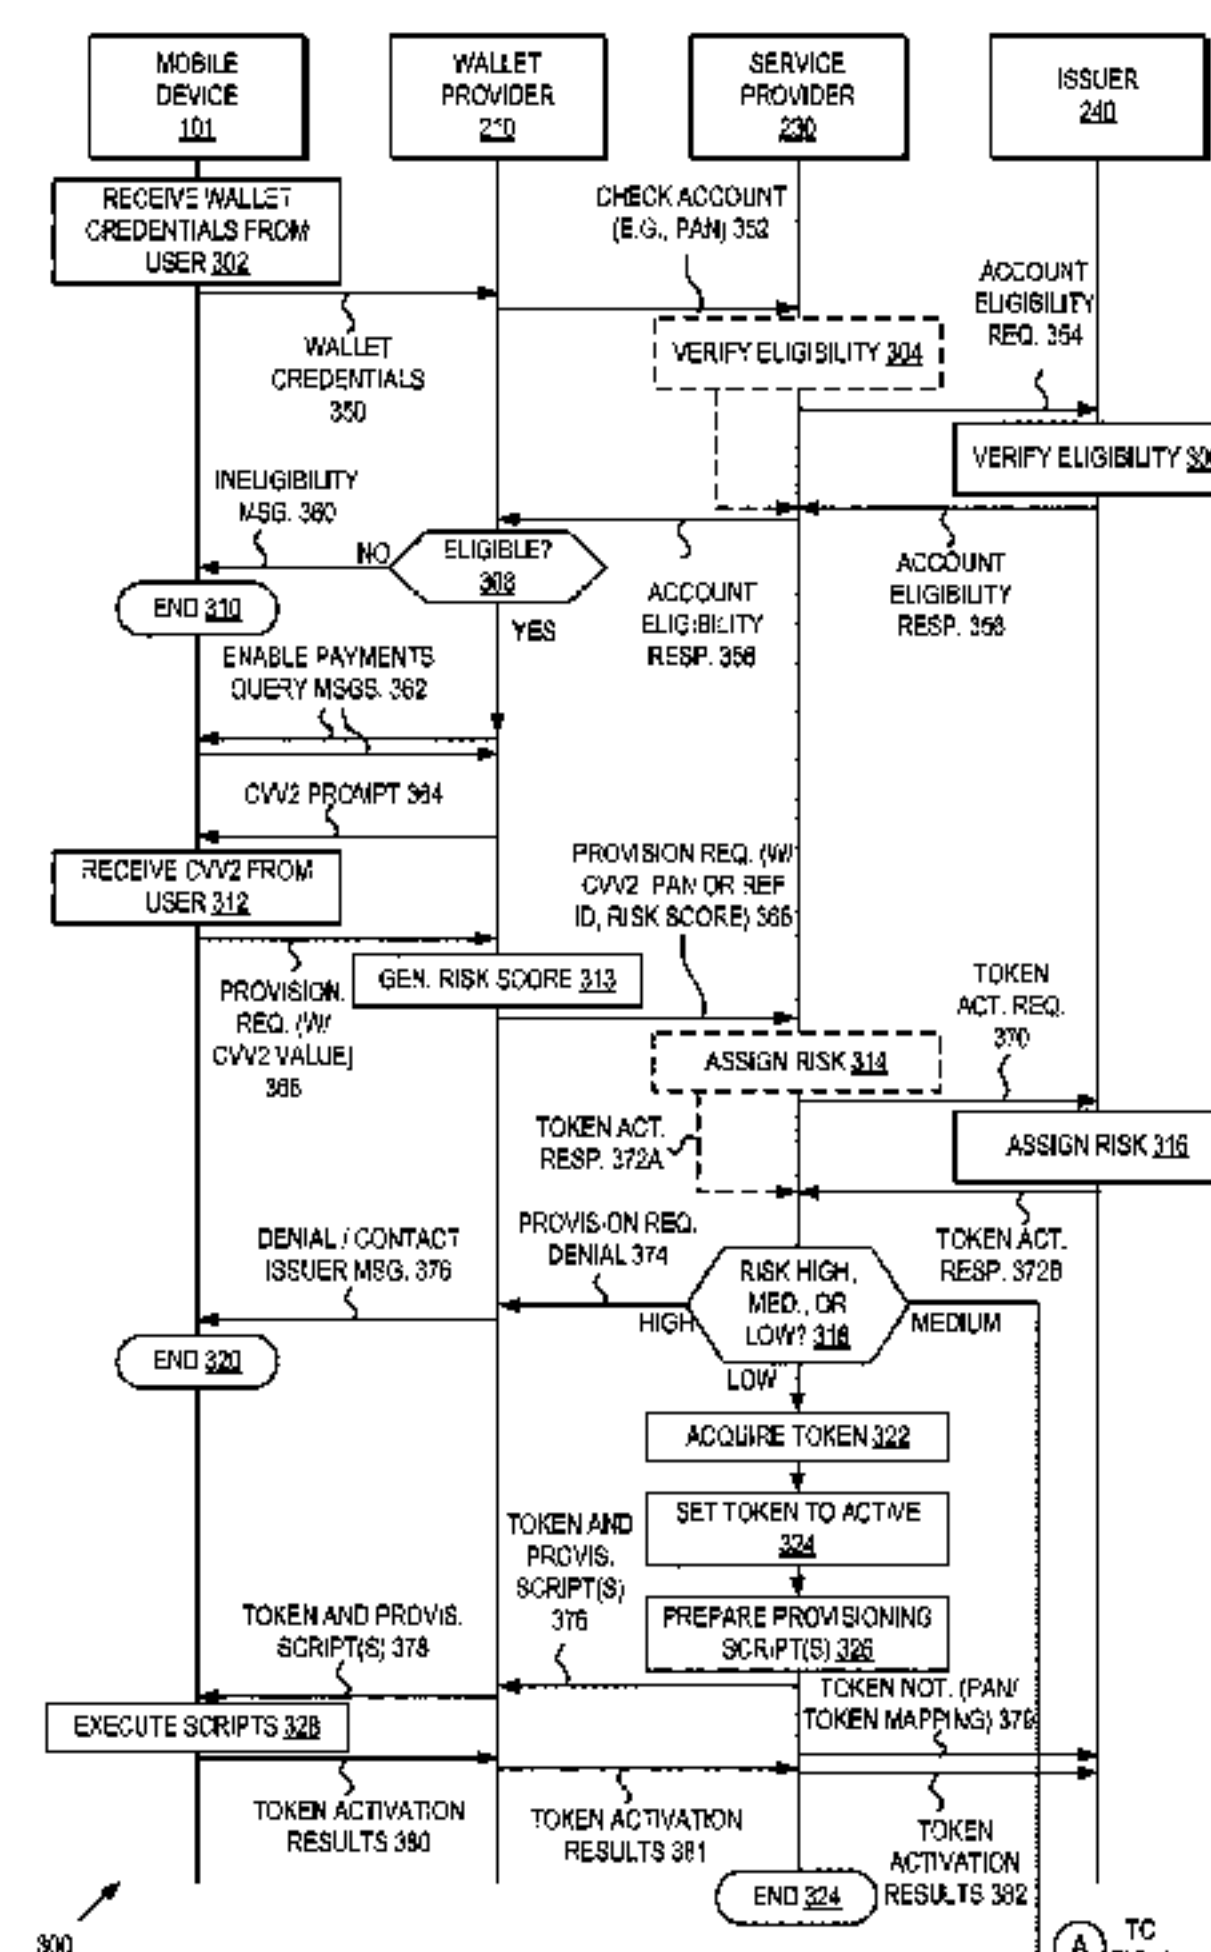 MOBILE
DEVICE
101
WALLET
PROVIDER
210
SERVICE
PROVIDER
230
ISSUER
240
RECEIVE WALLET
CREDENTIALS FROM
USER 302
CHECK ACCOUNT
(E.G., PAN) 352
ACCOUNT
ELIGIBILITY
REQ. 354
WALLET
CREDENTIALS
350
VERIFY ELIGIBILITY 304
VERIFY ELIGIBILITY
INELIGIBILITY
MSG. 360
NO
ELIGIBLE?
308
YES
END 310
ACCOUNT
ELIGIBILITY
RESP. 356
ACCOUNT
ELIGIBILITY
RESP. 358
ENABLE PAYMENTS
QUERY MSGS. 362
CVV2 PROMPT 364
RECEIVE CVV2 FROM
USER 312
PROVISION REQ. (W/
CVV2, PAN OR REF
ID, RISK SCORE) 368
GEN. RISK SCORE 313
PROVISION.
REQ. (W/
CVV2 VALUE)
366
TOKEN
ACT. REQ.
370
ASSIGN RISK 314
TOKEN ACT.
RESP. 372A
ASSIGN RISK 316
TOKEN ACT.
RESP. 372B
PROVISION REQ.
DENIAL 374
DENIAL / CONTACT
ISSUER MSG. 376
RISK HIGH,
MED., OR
LOW? 318
HIGH
MEDIUM
LOW
END 320
ACQUIRE TOKEN 322
SET TOKEN TO ACTIVE
324
PREPARE PROVISIONING
SCRIPT(S) 326
TOKEN AND
PROVIS.
SCRIPT(S)
376
TOKEN AND PROVIS.
SCRIPT(S) 378
EXECUTE SCRIPTS 328
TOKEN NOT. (PAN/
TOKEN MAPPING) 379
TOKEN ACTIVATION
RESULTS 380
TOKEN ACTIVATION
RESULTS 381
TOKEN
ACTIVATION
RESULTS 382
END 324
300
A
TO